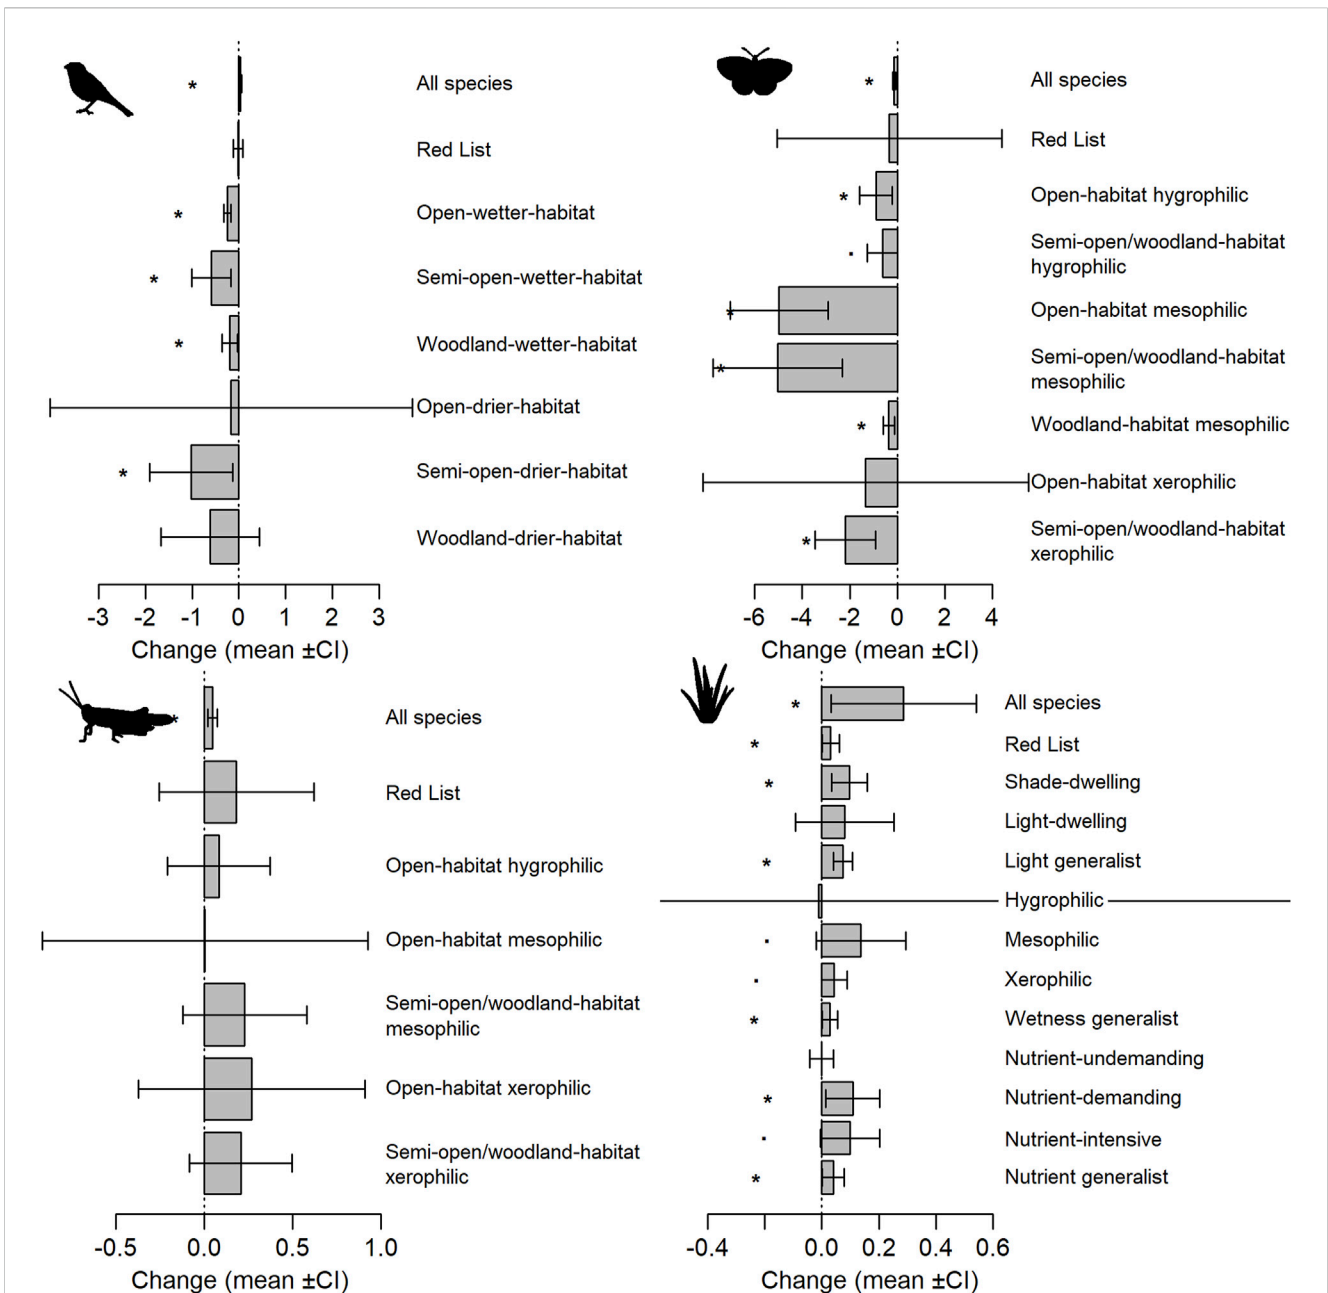 *
All species
Red List
*
Open-wetter-habitat
*
Semi-open-wetter-habitat
*
Woodland-wetter-habitat
Open-drier-habitat
*
Semi-open-drier-habitat
Woodland-drier-habitat
-3 -2 -1 0 1 2 3
Change (mean ±CI)
*
All species
Red List
*
Open-habitat hygrophilic
.
Semi-open/woodland-habitat
hygrophilic
*
Open-habitat mesophilic
*
Semi-open/woodland-habitat
mesophilic
*
Woodland-habitat mesophilic
Open-habitat xerophilic
*
Semi-open/woodland-habitat
xerophilic
-6 -4 -2 0 2 4
Change (mean ±CI)
*
All species
Red List
Open-habitat hygrophilic
Open-habitat mesophilic
Semi-open/woodland-habitat
mesophilic
Open-habitat xerophilic
Semi-open/woodland-habitat
xerophilic
-0.5 0.0 0.5 1.0
Change (mean ±CI)
*
All species
*
Red List
*
Shade-dwelling
Light-dwelling
*
Light generalist
Hygrophilic
.
Mesophilic
.
Xerophilic
*
Wetness generalist
Nutrient-undemanding
*
Nutrient-demanding
.
Nutrient-intensive
*
Nutrient generalist
-0.4 0.0 0.2 0.4 0.6
Change (mean ±CI)